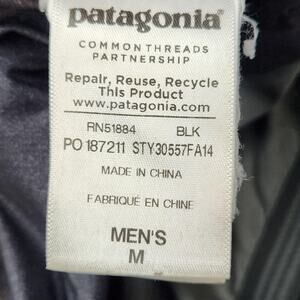 patagonia
COMMON THREADS
PARTNERSHIP
Repair, Reuse, Recycle
This Product
www.patagonia.com
RN51884 BLK
PO 187211 STY30557FA14
MADE IN CHINA
FABRIQUÉ EN CHINE
MEN'S
M